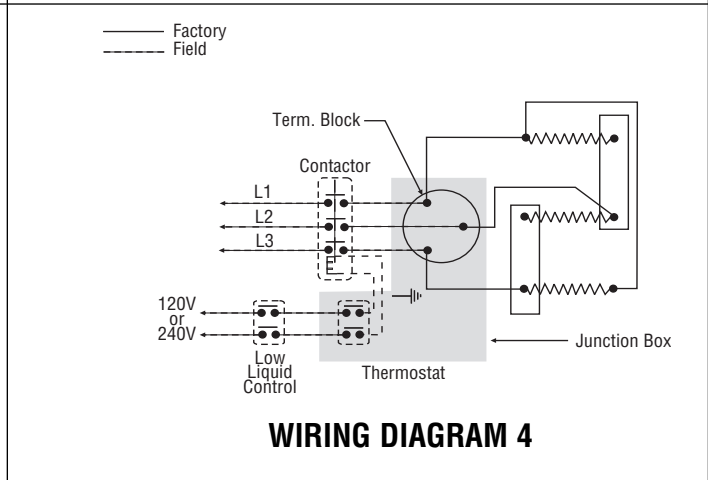 Factory
Field
Term. Block
Contactor
L1
L2
L3
120V
or
240V
Low
Liquid
Control
Thermostat
Junction Box
WIRING DIAGRAM 4